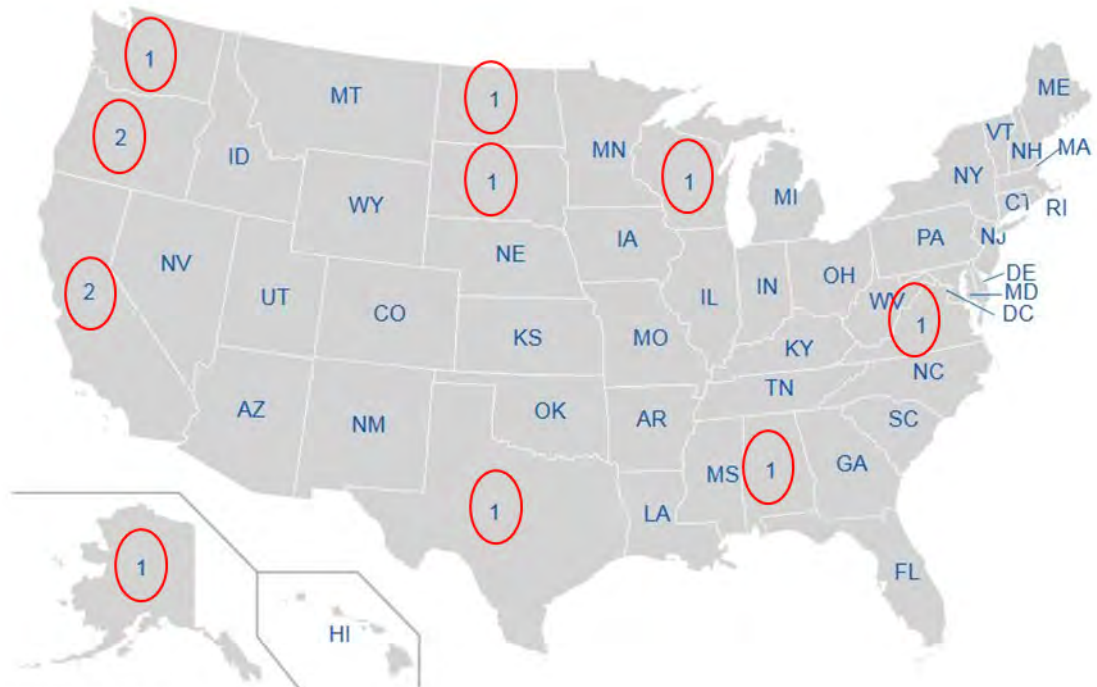 1
MT
1
ME
2
ID
MN
VT
NH
MA
WY
1
1
MI
NY
CT
RI
NV
NE
IA
PA
NJ
2
UT
CO
IL
IN
OH
DE
WV
MD
DC
KS
MO
KY
1
AZ
NM
OK
AR
TN
NC
SC
1
MS
1
GA
LA
FL
1
HI